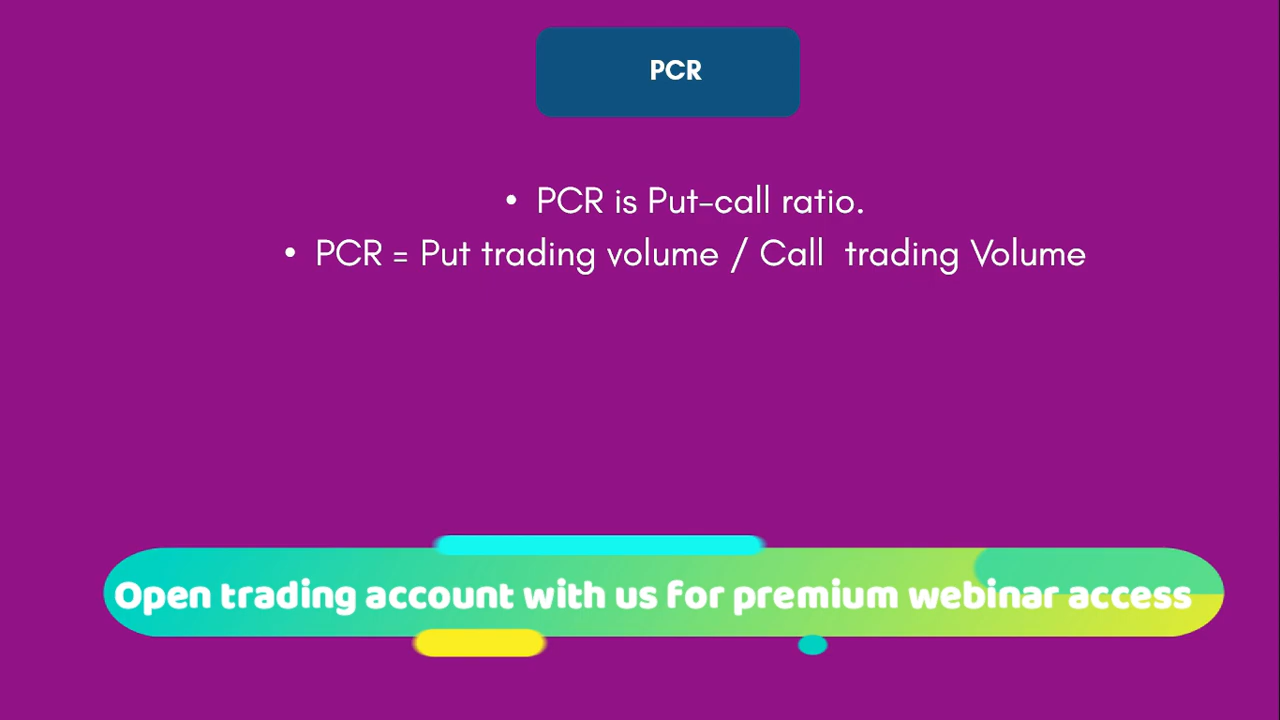 PCR
• PCR is Put-call ratio.
• PCR = Put trading volume / Call trading Volume
Open trading account with us for premium webinar access